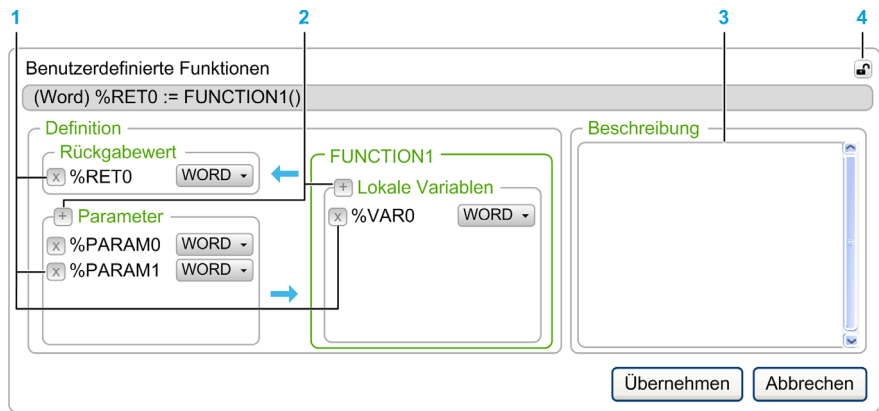 1 2 3 4
Benutzerdefinierte Funktionen
(Word) %RET0 := FUNCTION1()
Definition
Rückgabewert
x %RET0 WORD
+ Parameter
x %PARAM0 WORD
x %PARAM1 WORD
FUNCTION1
+ Lokale Variablen
x %VAR0 WORD
Beschreibung
Übernehmen Abbrechen